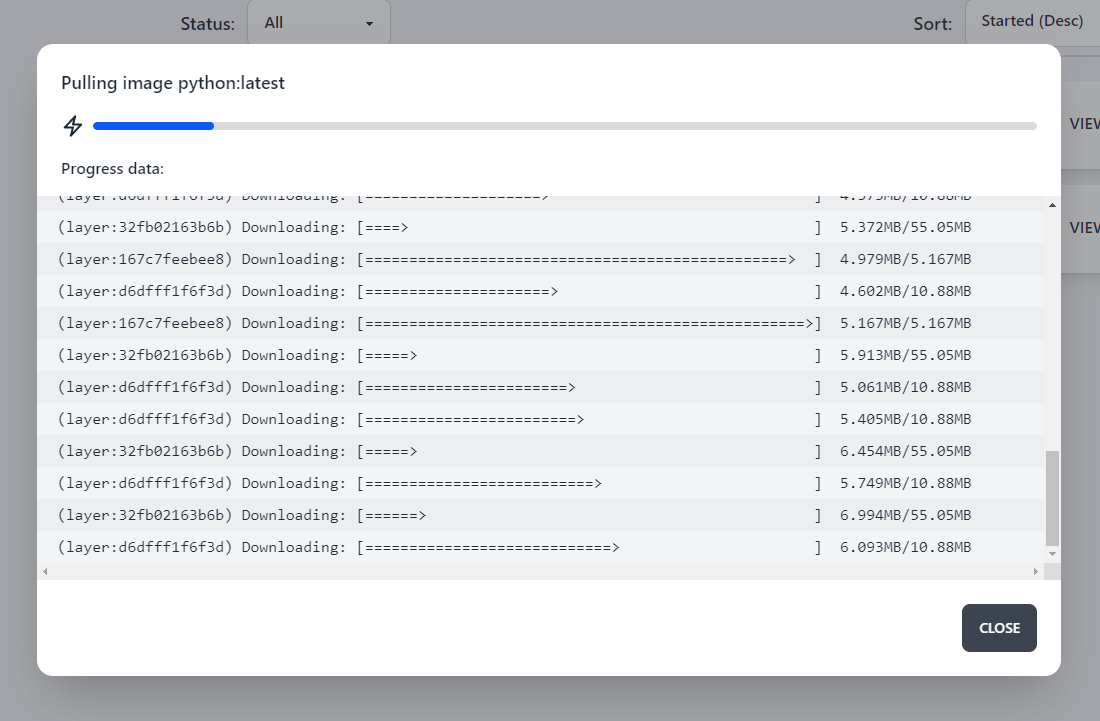 Status: All Sort: Started (Desc)
Pulling image python:latest
VIEW
Progress data:
(layer:d6dfff1f6f3d) Downloading: [=====================> ] 4.575MB/10.88MB
(layer:32fb02163b6b) Downloading: [====> ] 5.372MB/55.05MB
VIEW
(layer:167c7feebee8) Downloading: [================================================> ] 4.979MB/5.167MB
(layer:d6dfff1f6f3d) Downloading: [=====================> ] 4.602MB/10.88MB
(layer:167c7feebee8) Downloading: [==================================================>] 5.167MB/5.167MB
(layer:32fb02163b6b) Downloading: [=====> ] 5.913MB/55.05MB
(layer:d6dfff1f6f3d) Downloading: [=======================> ] 5.061MB/10.88MB
(layer:d6dfff1f6f3d) Downloading: [========================> ] 5.405MB/10.88MB
(layer:32fb02163b6b) Downloading: [=====> ] 6.454MB/55.05MB
(layer:d6dfff1f6f3d) Downloading: [==========================> ] 5.749MB/10.88MB
(layer:32fb02163b6b) Downloading: [======> ] 6.994MB/55.05MB
(layer:d6dfff1f6f3d) Downloading: [============================> ] 6.093MB/10.88MB
CLOSE